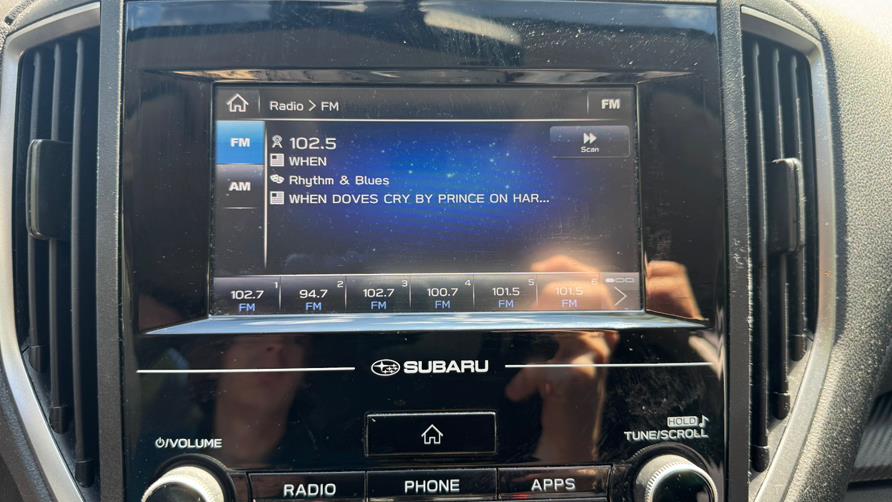 Radio > FM FM
FM 102.5 Scan
WHEN
AM Rhythm & Blues
WHEN DOVES CRY BY PRINCE ON HAR...
1 2 3 4 5 6
102.7 94.7 102.7 100.7 101.5 101.5
FM FM FM FM FM FM
SUBARU
HOLD
VOLUME TUNE/SCROLL
RADIO PHONE APPS